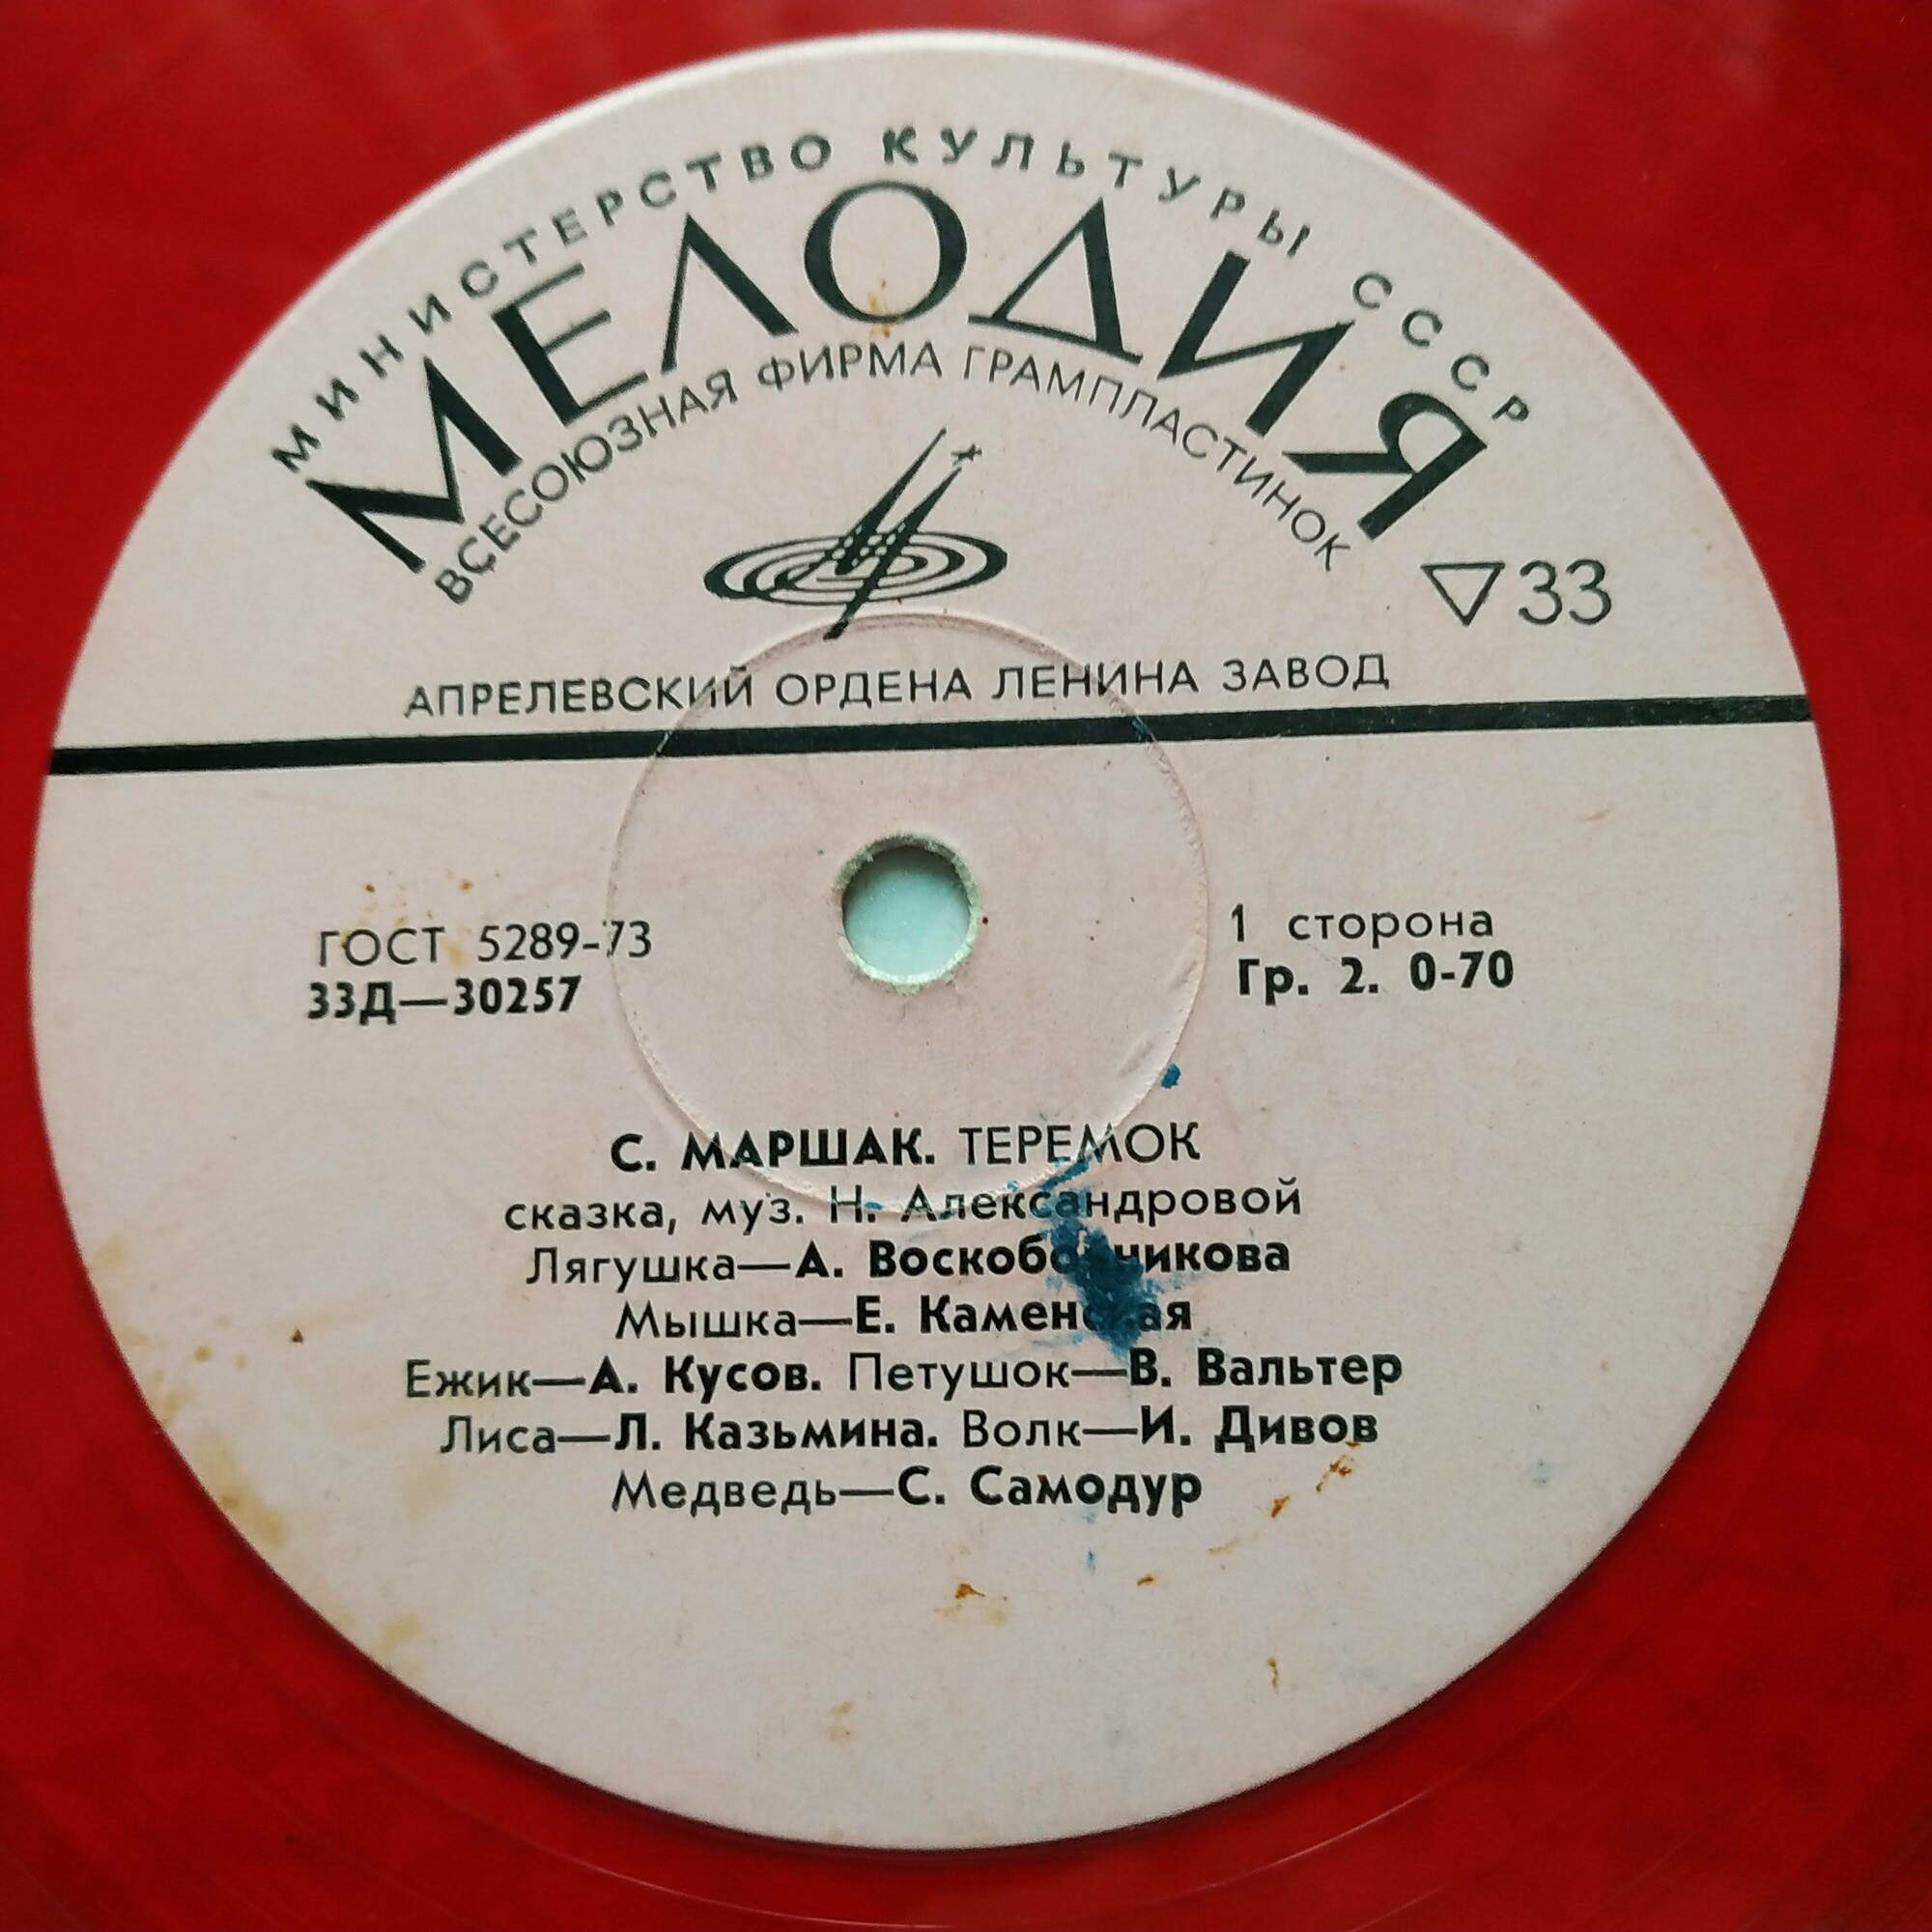 МИНИСТЕРСТВО КУЛЬТУРЫ СССР
МЕЛОДИЯ
ВСЕСОЮЗНАЯ ФИРМА ГРАМПЛАСТИНОК
33
АПРЕЛЕВСКИЙ ОРДЕНА ЛЕНИНА ЗАВОД
ГОСТ 5289-73
33Д—30257
1 сторона
Гр. 2. 0-70
С. МАРШАК. ТЕРЕМОК
сказка, муз. Н. Александровой
Лягушка—А.
Мышка—Е. Каменская
Ежик—А. Кусов. Петушок—В. Вальтер
Лиса—Л. Казьмина. Волк—И. Дивов
Медведь—С. Самодур